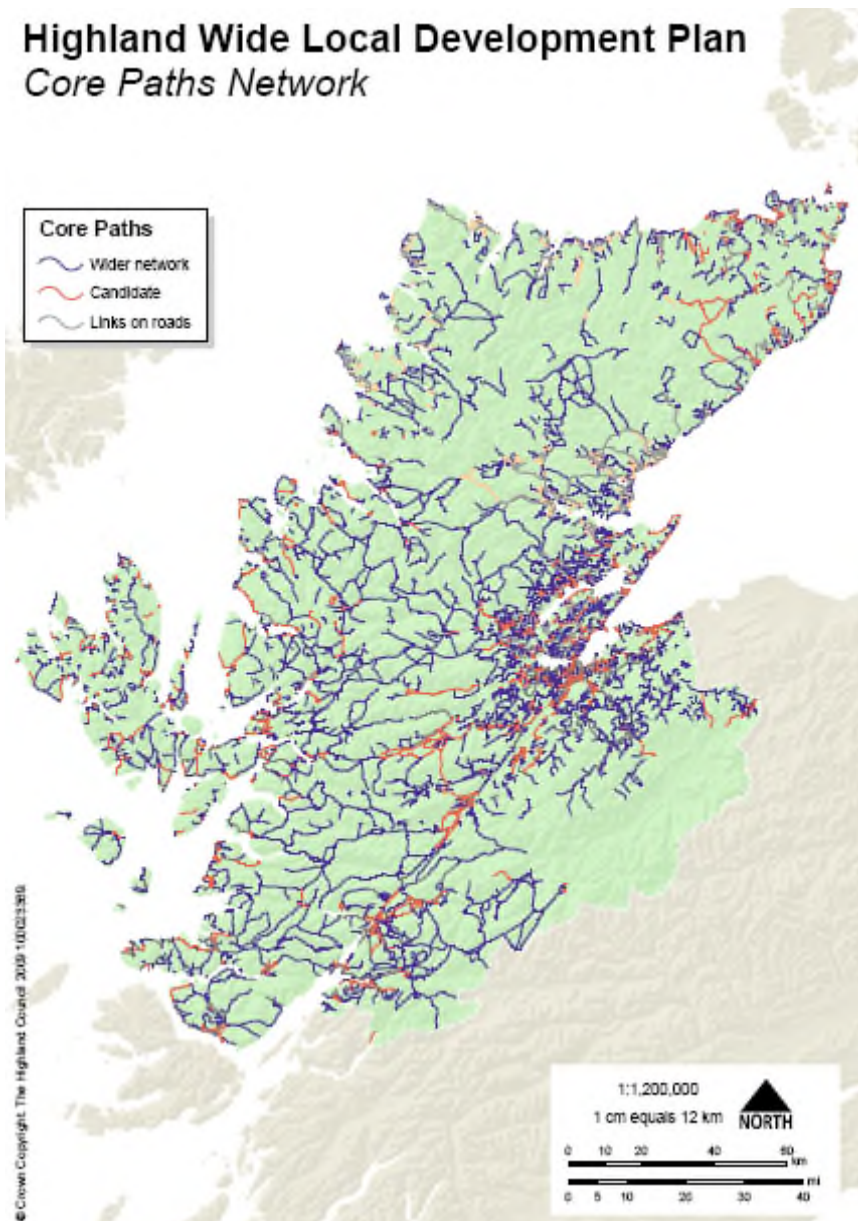 Highland Wide Local Development Plan
Core Paths Network
Core Paths
Wider network
Candidate
Links on roads
© Crown Copyright. The Highland Council 2009 100023369.
1:1,200,000
1 cm equals 12 km
NORTH
0 10 20 40 60
km
mi
0 5 10 20 30 40